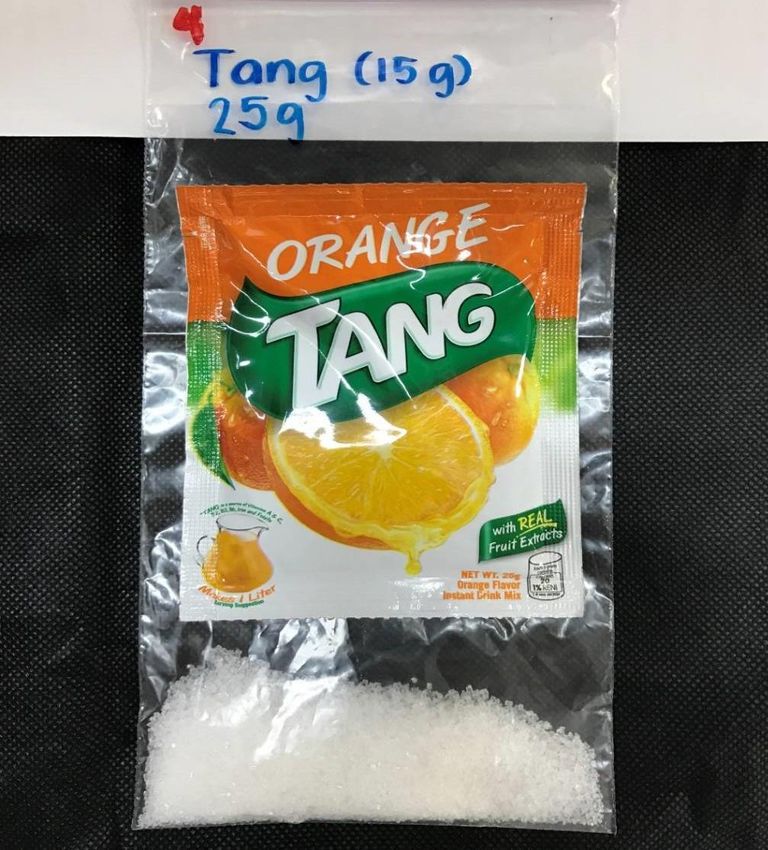 4
Tang (15g)
25g
ORANGE
TANG
with REAL
Fruit Extracts
Makes 1 Liter
Serving Suggestion
NET WT. 20g
Orange Flavor
Instant Drink Mix